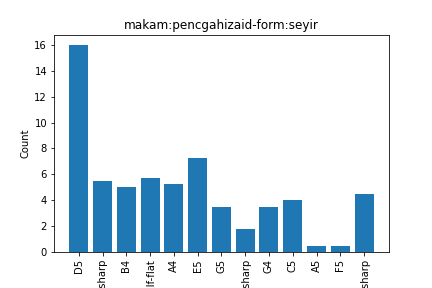 makam:pencgahizaid-form:seyir
Count
16
14
12
10
8
6
4
2
0
D5
sharp
B4
lf-flat
A4
E5
G5
sharp
G4
C5
A5
F5
sharp